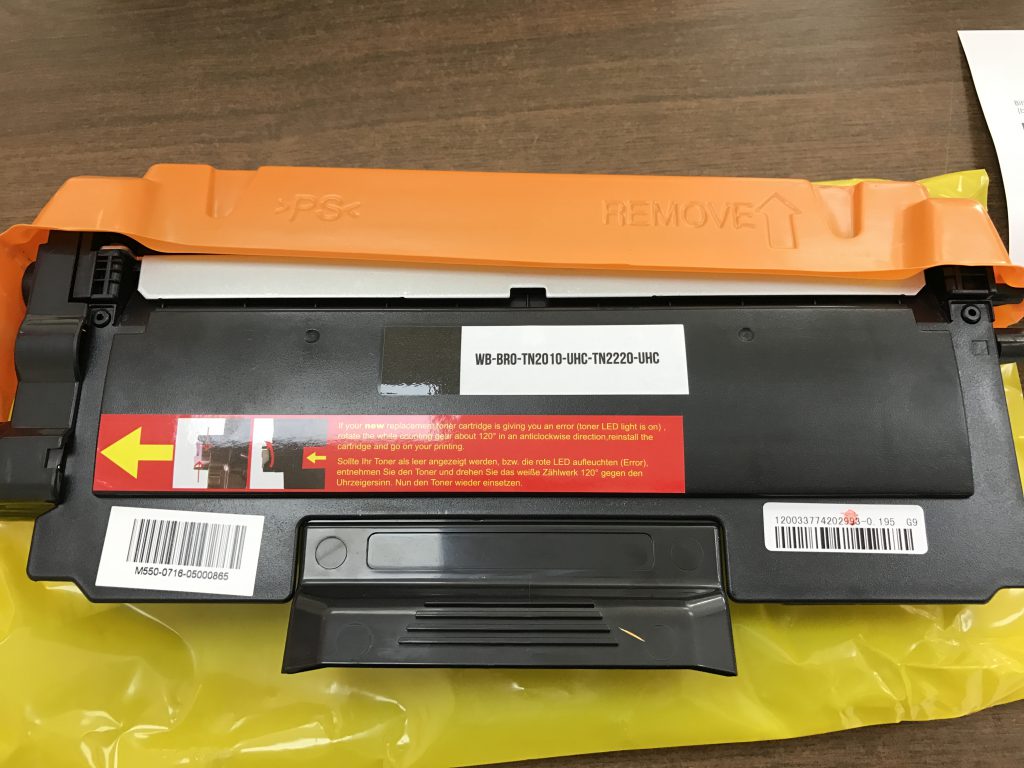 >PS<
REMOVE
WB-BRO-TN2010-UHC-TN2220-UHC
If your new replacement toner cartridge is giving you an error (toner LED light is on) ,
rotate the white counting gear about 120° in an anticlockwise direction,reinstall the
cartridge and go on your printing.
Sollte Ihr Toner als leer angezeigt werden, bzw. die rote LED aufleuchten (Error),
entnehmen Sie den Toner und drehen Sie das weiße Zählwerk 120° gegen den
Uhrzeigersinn. Nun den Toner wieder einsetzen.
120033774202993-0.195 G9
M550-0716-05000865